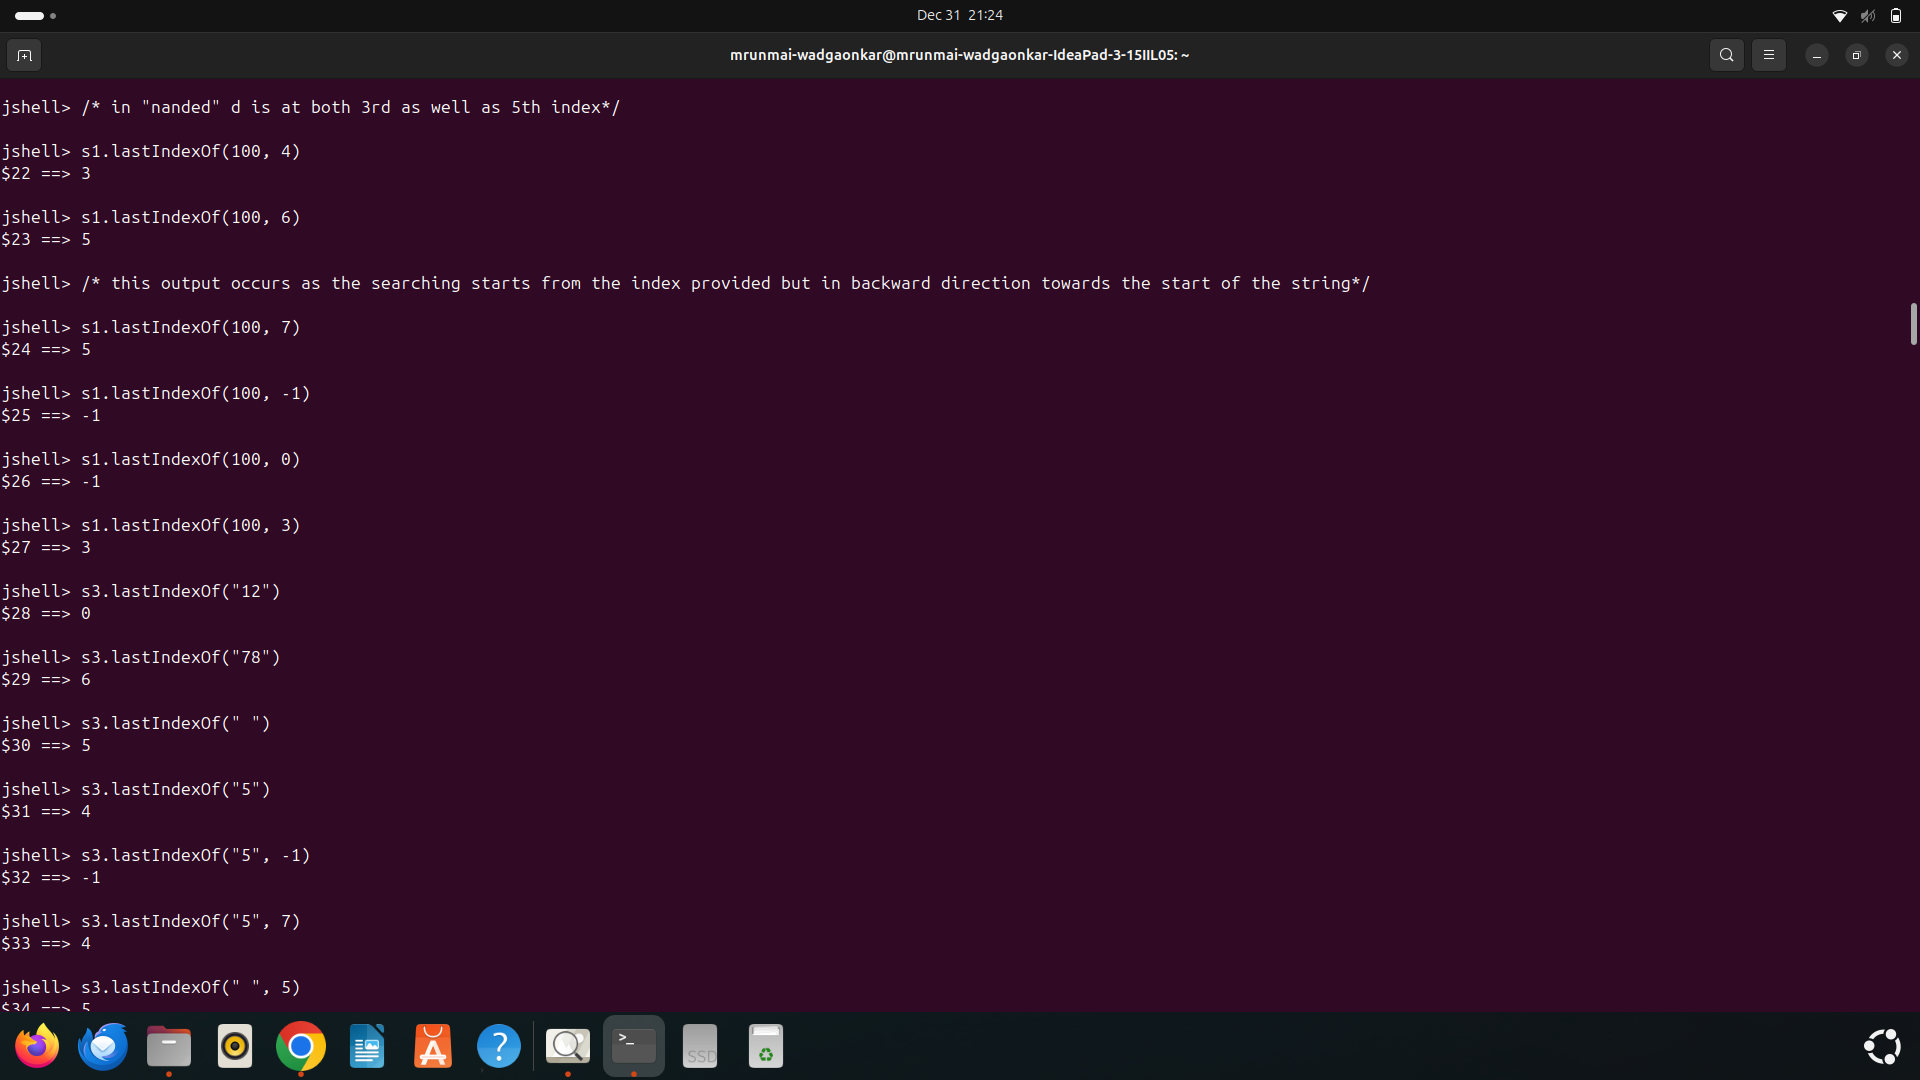 Dec 31 21:24
mrunmai-wadgaonkar@mrunmai-wadgaonkar-IdeaPad-3-15IIL05: ~
jshell> /* in "nanded" d is at both 3rd as well as 5th index*/
jshell> s1.lastIndexOf(100, 4)
$22 ==> 3
jshell> s1.lastIndexOf(100, 6)
$23 ==> 5
jshell> /* this output occurs as the searching starts from the index provided but in backward direction towards the start of the string*/
jshell> s1.lastIndexOf(100, 7)
$24 ==> 5
jshell> s1.lastIndexOf(100, -1)
$25 ==> -1
jshell> s1.lastIndexOf(100, 0)
$26 ==> -1
jshell> s1.lastIndexOf(100, 3)
$27 ==> 3
jshell> s3.lastIndexOf("12")
$28 ==> 0
jshell> s3.lastIndexOf("78")
$29 ==> 6
jshell> s3.lastIndexOf(" ")
$30 ==> 5
jshell> s3.lastIndexOf("5")
$31 ==> 4
jshell> s3.lastIndexOf("5", -1)
$32 ==> -1
jshell> s3.lastIndexOf("5", 7)
$33 ==> 4
jshell> s3.lastIndexOf(" ", 5)
$34 ==> 5
SSD